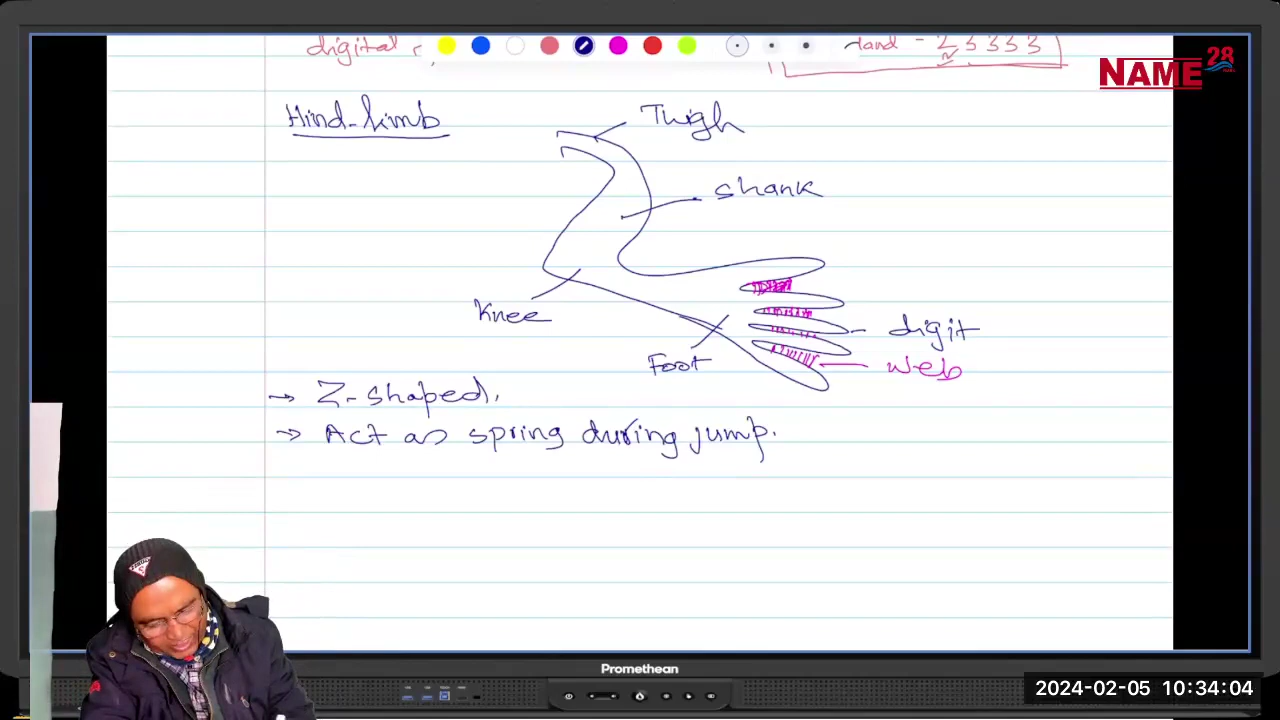 digital
Hand - 2 3 3 3 3
NAME 28
Hind-limb
Thigh
shank
Knee
Foot
digit
web
→ Z-shaped.
→ Act as spring during jump.
Promethean
2024-02-05 10:34:04